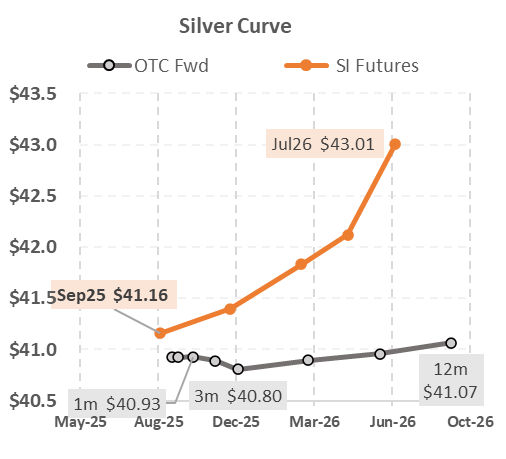 Silver Curve
OTC Fwd SI Futures
$43.5
$43.0
Jul26 $43.01
$42.5
$42.0
$41.5
Sep25 $41.16
$41.0
$40.5
1m $40.93
3m $40.80
12m
$41.07
May-25 Aug-25 Dec-25 Mar-26 Jun-26 Oct-26